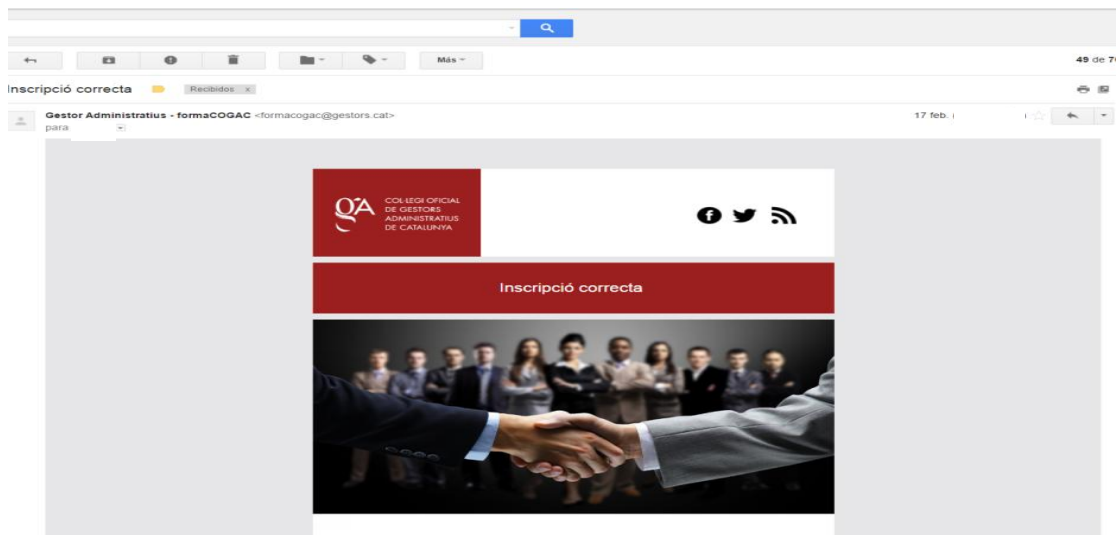 Más
49 de
Inscripció correcta
Recibidos x
Gestor Administratius - formaCOGAC <formacogac@gestors.cat>
17 feb.
para
gA
COL·LEGI OFICIAL
DE GESTORS
ADMINISTRATIUS
DE CATALUNYA
Inscripció correcta